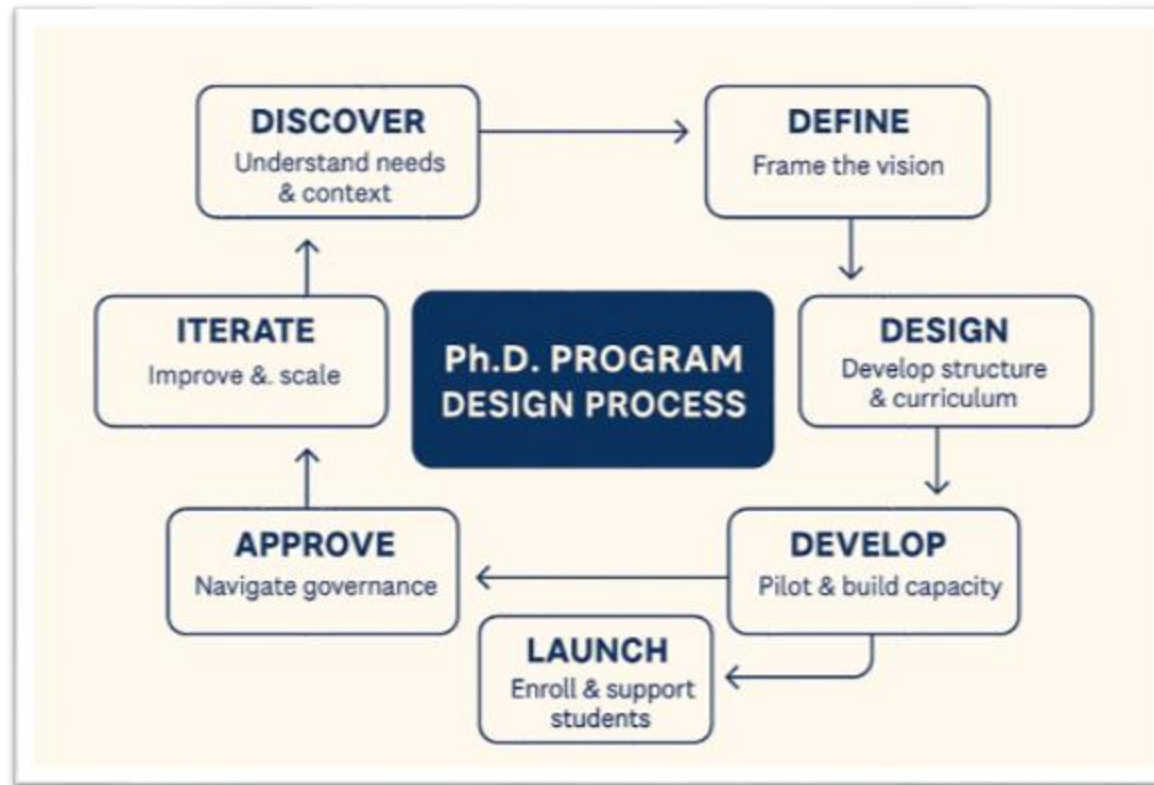 DISCOVER
Understand needs
& context
DEFINE
Frame the vision
ITERATE
Improve &. scale
Ph.D. PROGRAM
DESIGN PROCESS
DESIGN
Develop structure
& curriculum
APPROVE
Navigate governance
DEVELOP
Pilot & build capacity
LAUNCH
Enroll & support
students